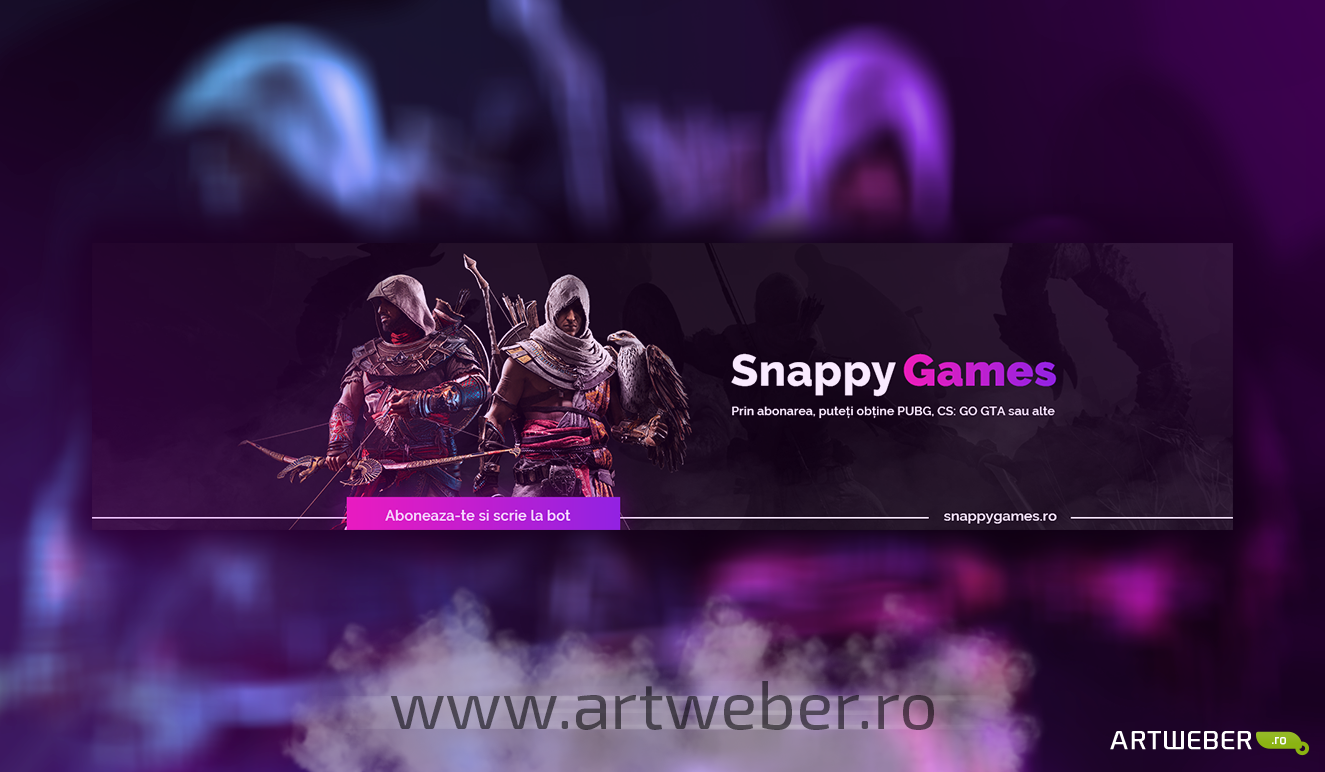 Snappy Games
Prin abonarea, puteți obține PUBG, CS: GO GTA sau alte
Aboneaza-te si scrie la bot
snappygames.ro
www.artweber.ro
ARTWEBER .ro